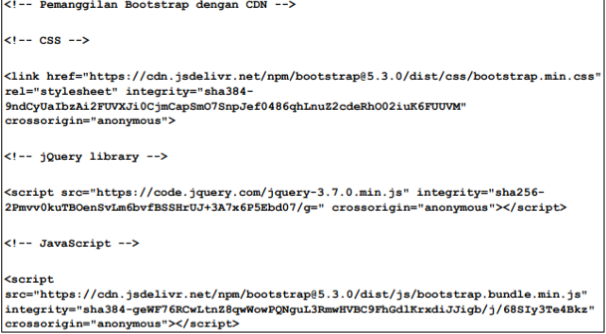 <!-- Pemanggilan Bootstrap dengan CDN -->
<!-- CSS -->
<link href="https://cdn.jsdelivr.net/npm/bootstrap@5.3.0/dist/css/bootstrap.min.css"
rel="stylesheet" integrity="sha384-
9ndCyUaIbzAi2FUVXJi0CjmCapSmO7SnpJef0486qhLnuZ2cdeRhO02iuK6FUUVM"
crossorigin="anonymous">
<!-- jQuery library -->
<script src="https://code.jquery.com/jquery-3.7.0.min.js" integrity="sha256-
2Pmvv0kuTBOenSvLm6bvfBSSHrUJ+3A7x6P5Ebd07/g=" crossorigin="anonymous"></script>
<!-- JavaScript -->
<script
src="https://cdn.jsdelivr.net/npm/bootstrap@5.3.0/dist/js/bootstrap.bundle.min.js"
integrity="sha384-geWF76RCwLtnZ8qwWowPQNguL3RmwHVBC9FhGdlKrxdiJJigb/j/68SIy3Te4Bkz"
crossorigin="anonymous"></script>